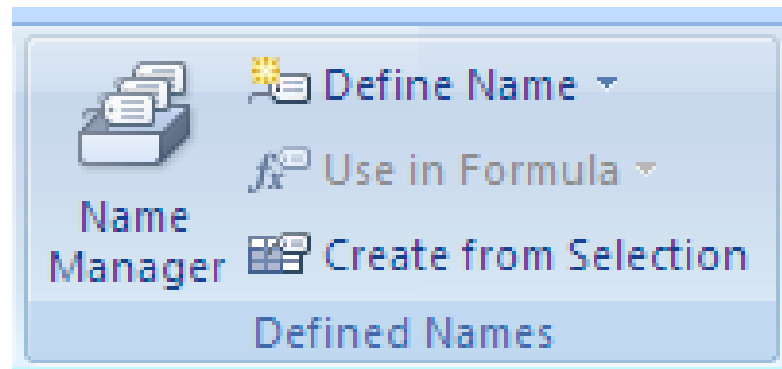 Name
Manager
Define Name
Use in Formula
Create from Selection
Defined Names